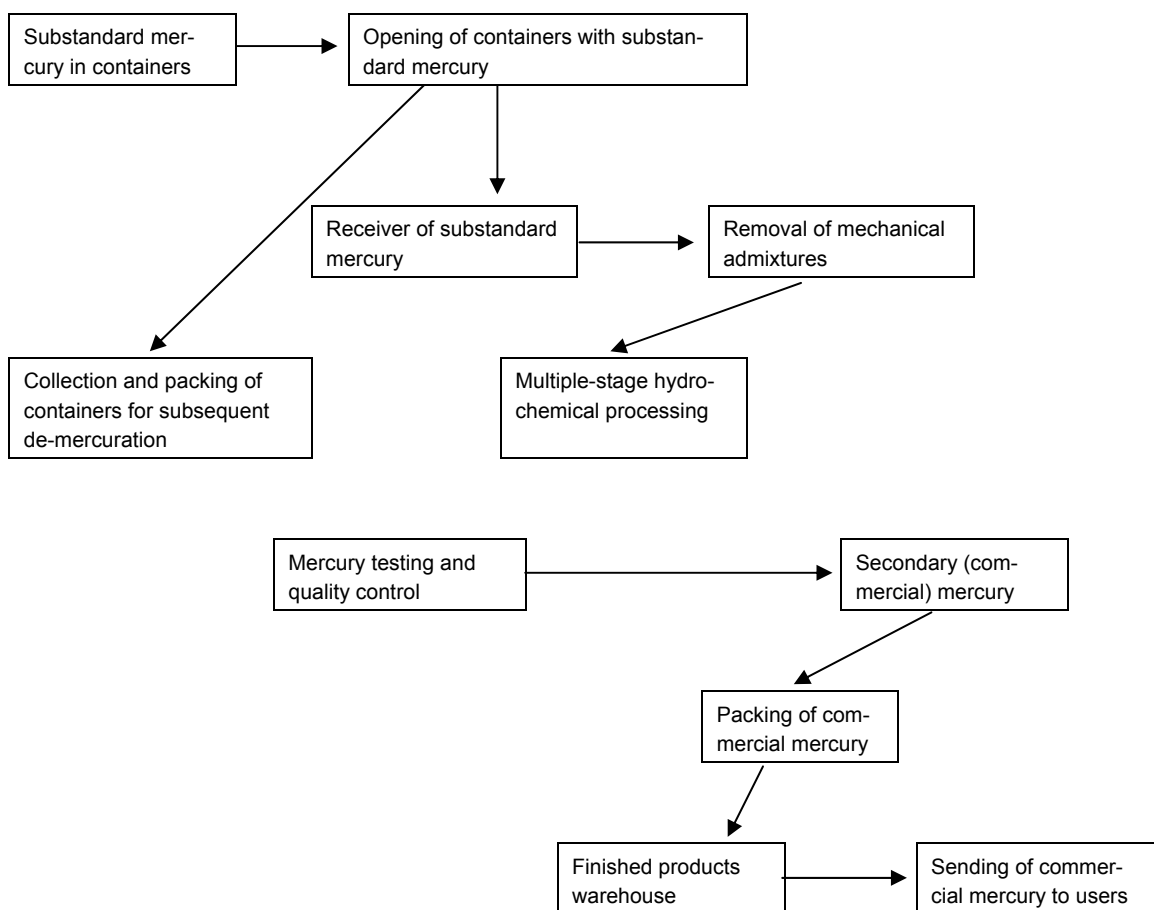 Substandard mer-
cury in containers
Opening of containers with substan-
dard mercury
Receiver of substandard
mercury
Removal of mechanical
admixtures
Collection and packing of
containers for subsequent
de-mercuration
Multiple-stage hydro-
chemical processing
Mercury testing and
quality control
Secondary (com-
mercial) mercury
Packing of com-
mercial mercury
Finished products
warehouse
Sending of commer-
cial mercury to users